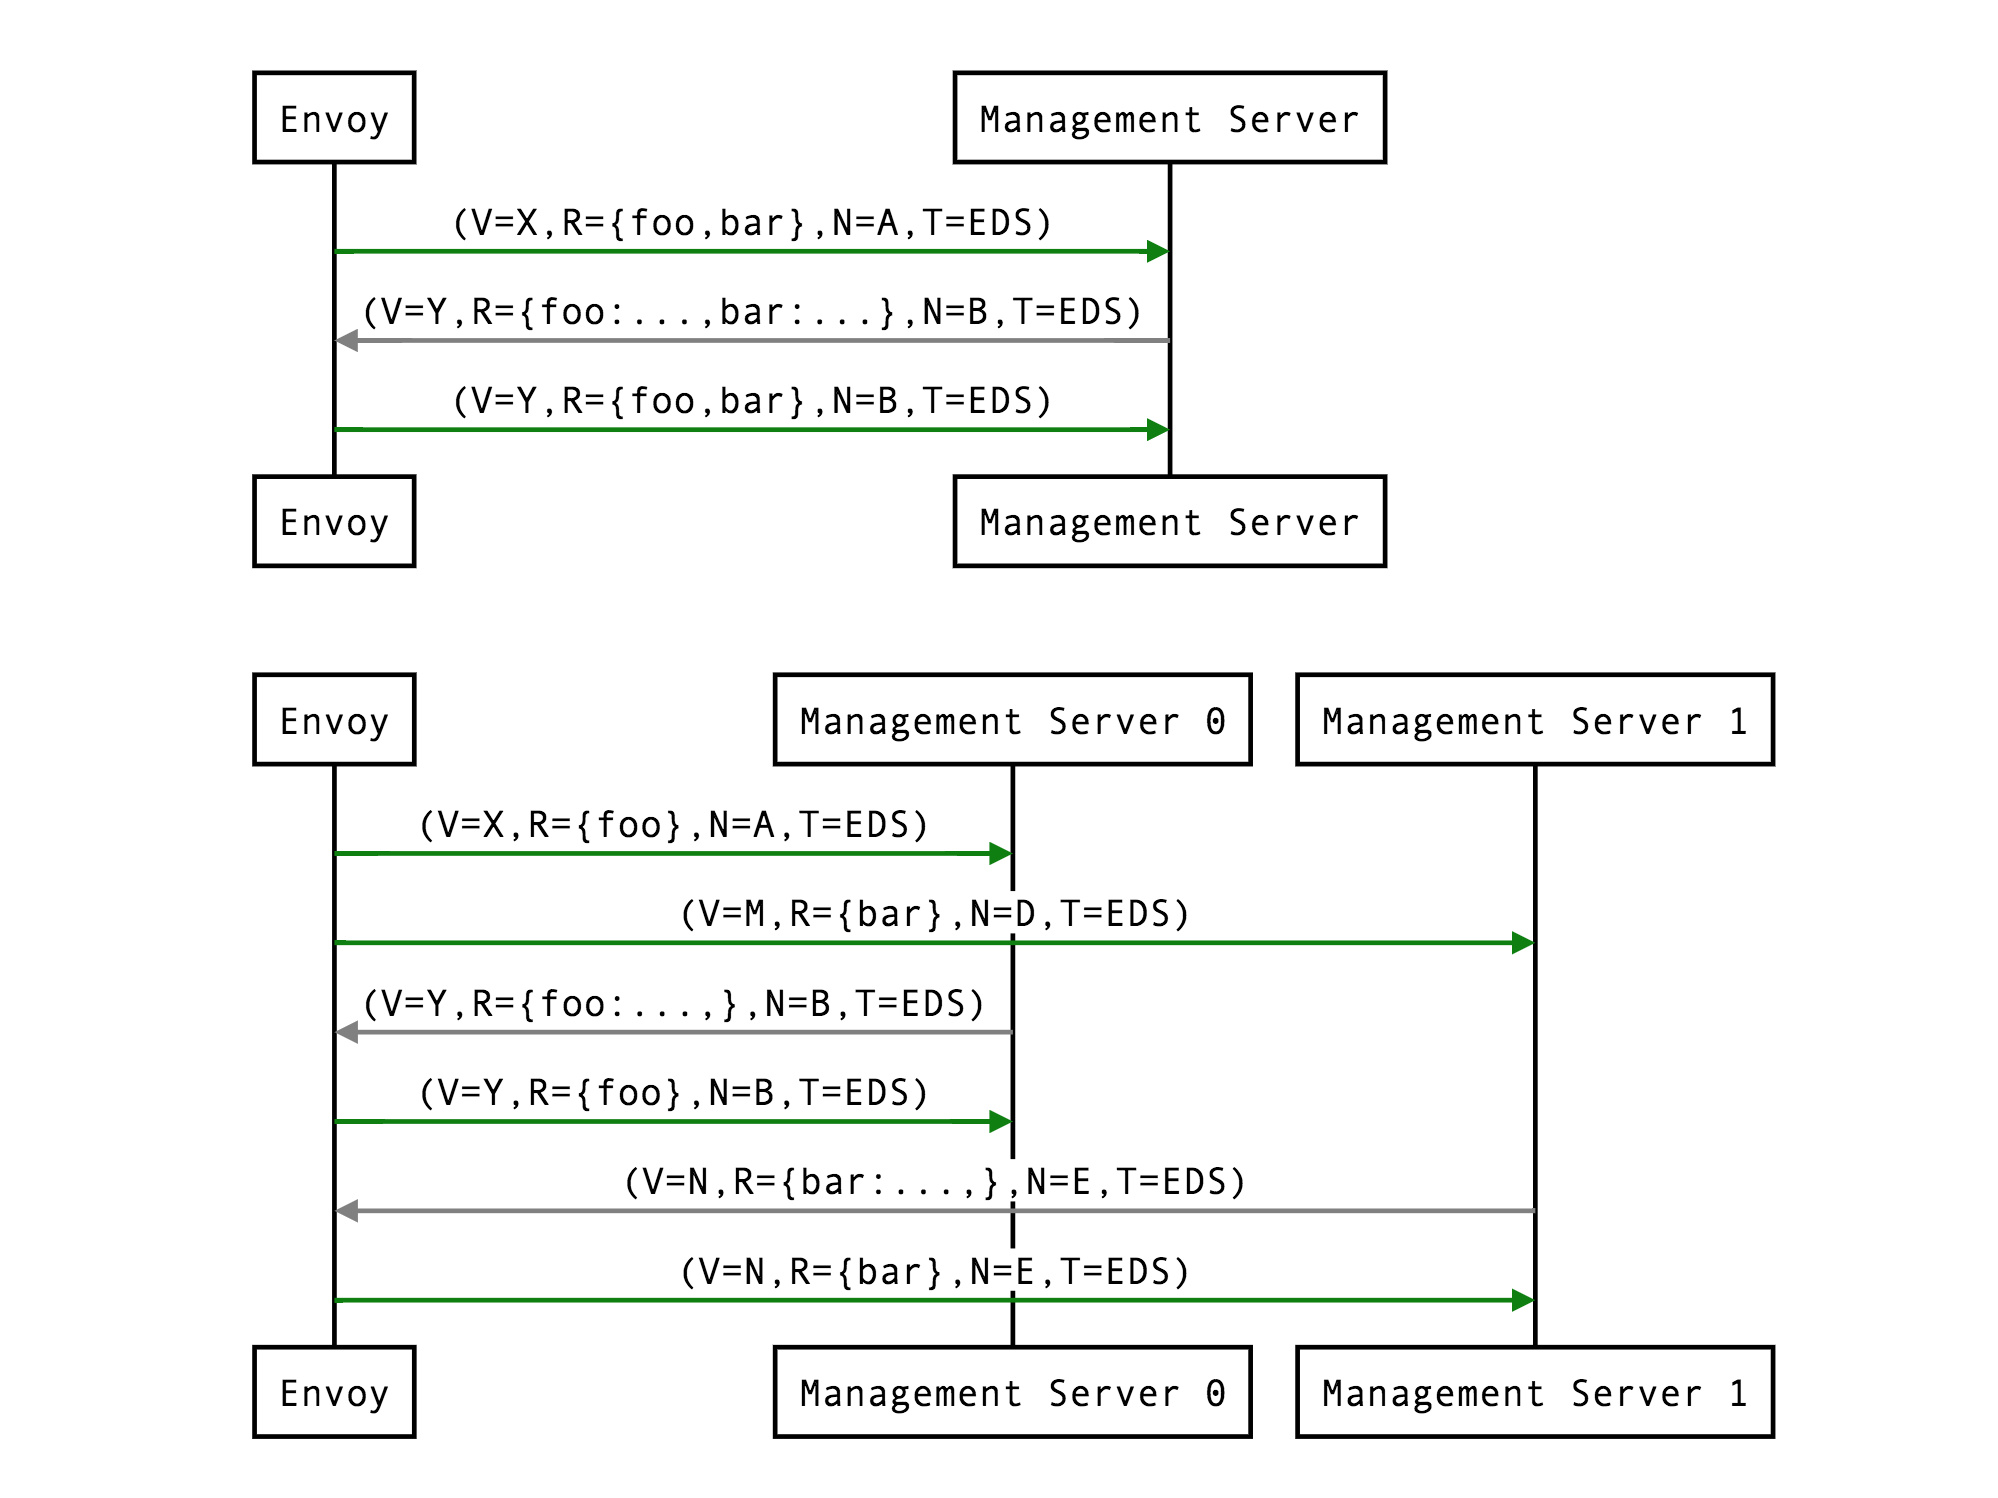 Envoy
Management Server
(V=X,R={foo,bar},N=A,T=EDS)
(V=Y,R={foo:...,bar:...},N=B,T=EDS)
(V=Y,R={foo,bar},N=B,T=EDS)
Envoy
Management Server
Envoy
Management Server 0
Management Server 1
(V=X,R={foo},N=A,T=EDS)
(V=M,R={bar},N=D,T=EDS)
(V=Y,R={foo:...,},N=B,T=EDS)
(V=Y,R={foo},N=B,T=EDS)
(V=N,R={bar:...,},N=E,T=EDS)
(V=N,R={bar},N=E,T=EDS)
Envoy
Management Server 0
Management Server 1